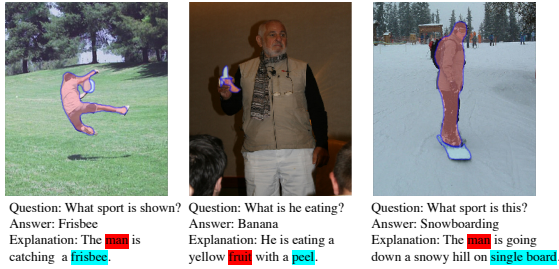 Question: What sport is shown?
Answer: Frisbee
Explanation: The man is
catching a frisbee.
Question: What is he eating?
Answer: Banana
Explanation: He is eating a
yellow fruit with a peel.
Question: What sport is this?
Answer: Snowboarding
Explanation: The man is going
down a snowy hill on single board